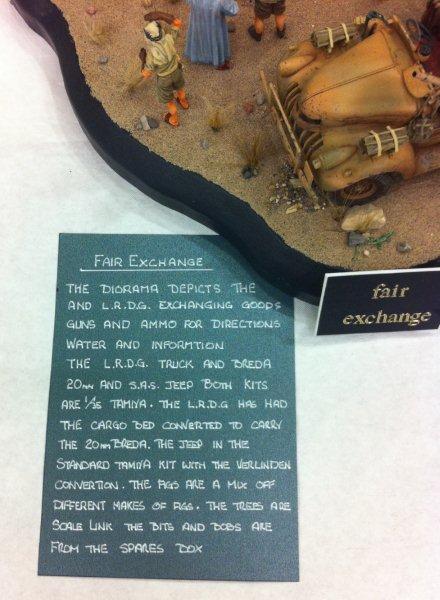 FAIR EXCHANGE
THE DIORAMA DEPICTS THE
AND L.R.D.G. EXCHANGING GOODS
GUNS AND AMMO FOR DIRECTIONS
WATER AND INFORMTION
THE L.R.D.G. TRUCK AND BREDA
20mm AND S.A.S. JEEP BOTH KITS
ARE 1/35 TAMIYA. THE L.R.D.G HAS HAD
THE CARGO BED CONVERTED TO CARRY
THE 20mm BREDA. THE JEEP IN THE
STANDARD TAMIYA KIT WITH THE VERLINDEN
CONVERTION. THE FIGS ARE A MIX OFF
DIFFERENT MAKES OF FIGS. THE TREES ARE
SCALE LINK THE BITS AND BOBS ARE
FROM THE SPARES BOX
fair
exchange